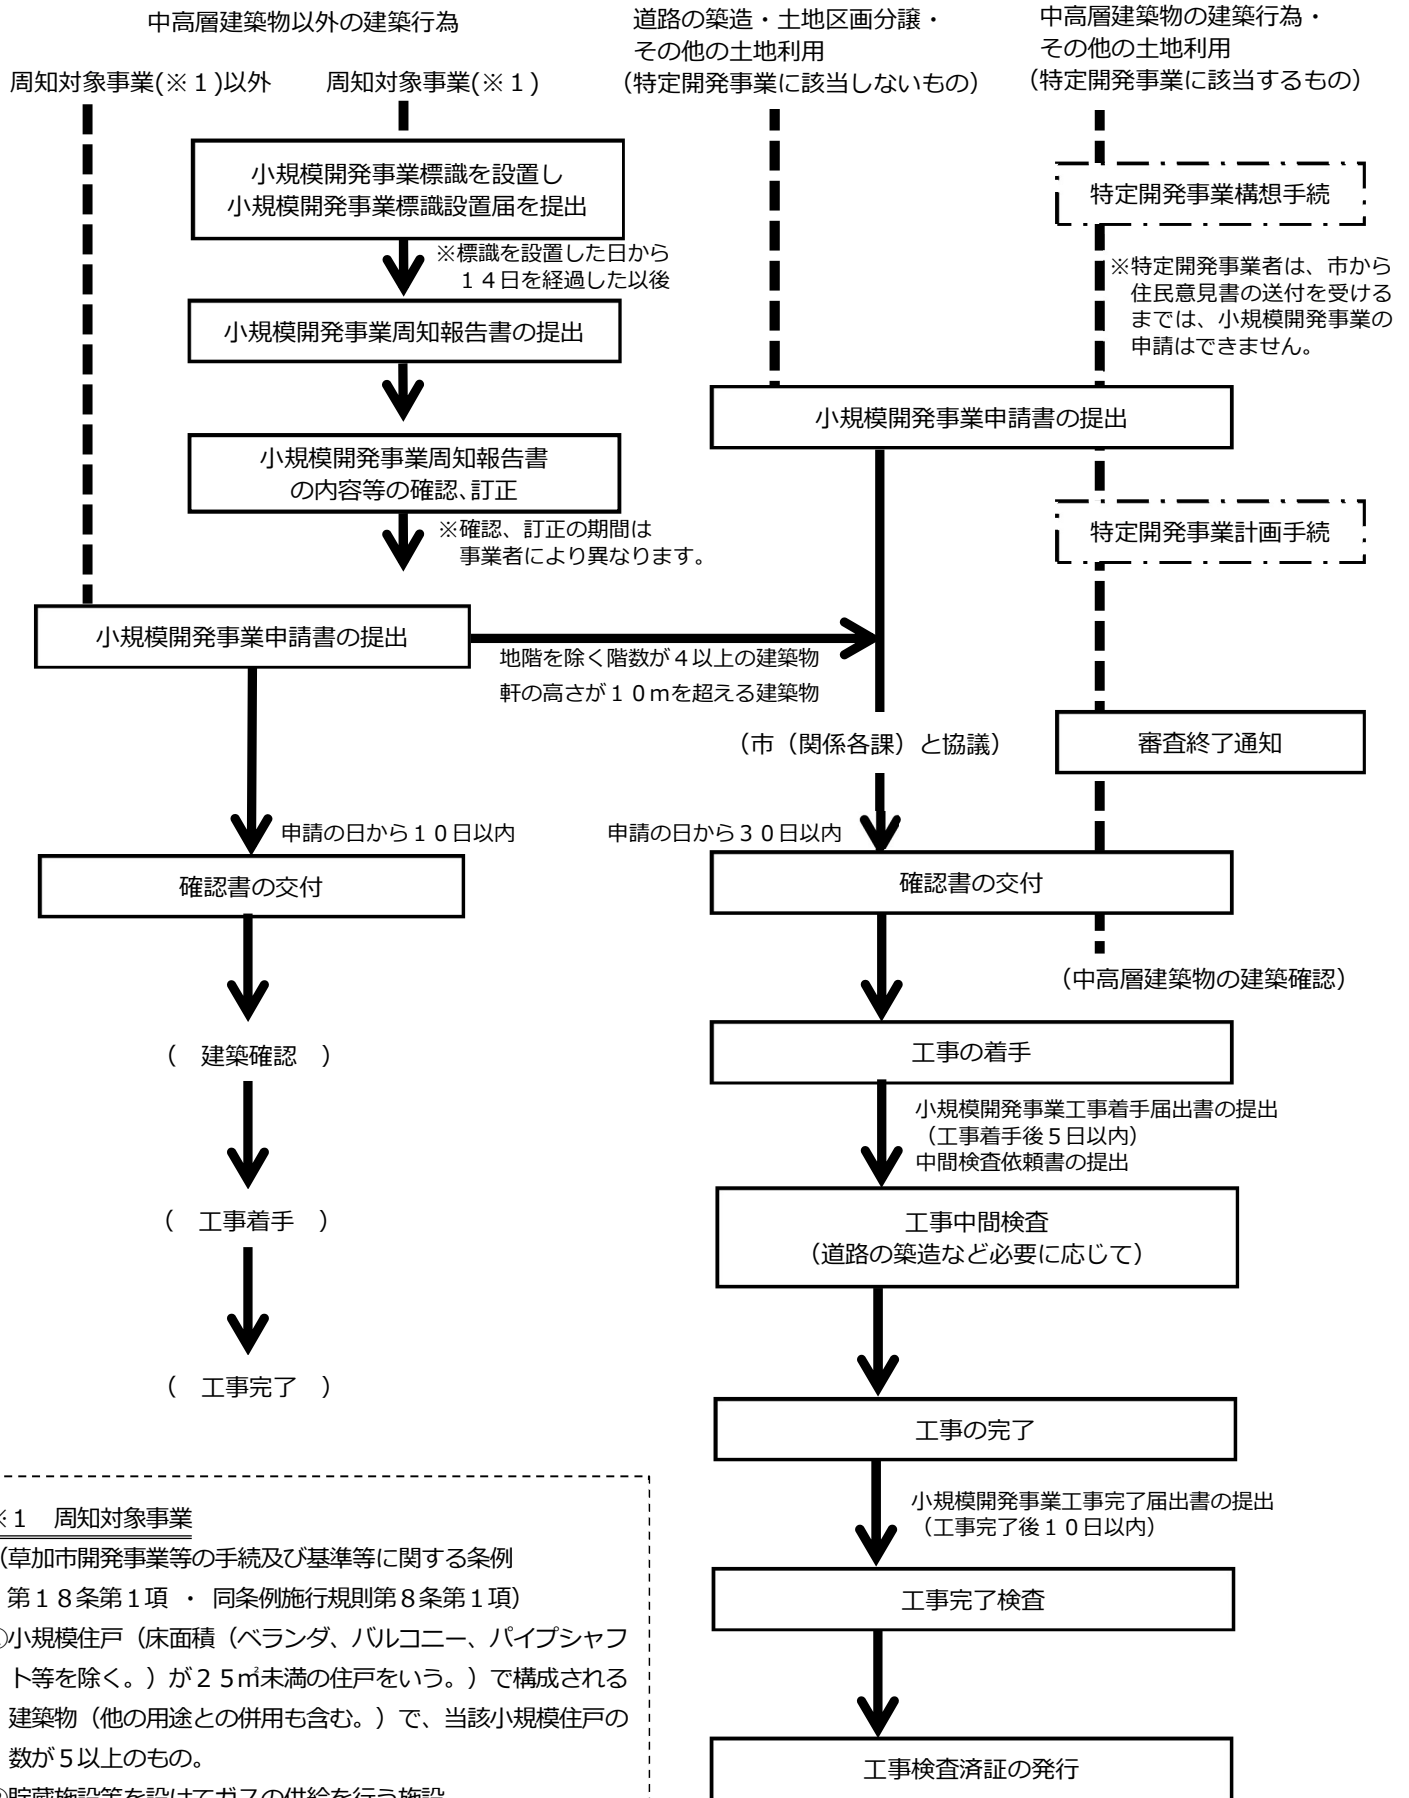 中高層建築物以外の建築行為
周知対象事業(※１)以外
周知対象事業(※１)
道路の築造・土地区画分譲・
その他の土地利用
（特定開発事業に該当しないもの）
中高層建築物の建築行為・
その他の土地利用
（特定開発事業に該当するもの）
小規模開発事業標識を設置し
小規模開発事業標識設置届を提出
※標識を設置した日から
１４日を経過した以後
小規模開発事業周知報告書の提出
小規模開発事業周知報告書
の内容等の確認、訂正
※確認、訂正の期間は
事業者により異なります。
小規模開発事業申請書の提出
地階を除く階数が４以上の建築物
軒の高さが１０ｍを超える建築物
申請の日から１０日以内
確認書の交付
（　建築確認　）
（　工事着手　）
（　工事完了　）
特定開発事業構想手続
※特定開発事業者は、市から
住民意見書の送付を受ける
までは、小規模開発事業の
申請はできません。
小規模開発事業申請書の提出
特定開発事業計画手続
（市（関係各課）と協議）
審査終了通知
申請の日から３０日以内
確認書の交付
（中高層建築物の建築確認）
工事の着手
小規模開発事業工事着手届出書の提出
（工事着手後５日以内）
中間検査依頼書の提出
工事中間検査
（道路の築造など必要に応じて）
工事の完了
小規模開発事業工事完了届出書の提出
（工事完了後１０日以内）
工事完了検査
工事検査済証の発行
※１　周知対象事業
（草加市開発事業等の手続及び基準等に関する条例
第１８条第１項 ・ 同条例施行規則第８条第１項）
小規模住戸（床面積（ベランダ、バルコニー、パイプシャフ
ト等を除く。）が２５㎡未満の住戸をいう。）で構成される
建築物（他の用途との併用も含む。）で、当該小規模住戸の
数が５以上のもの。
貯蔵施設等を設けてガスの供給を行う施設